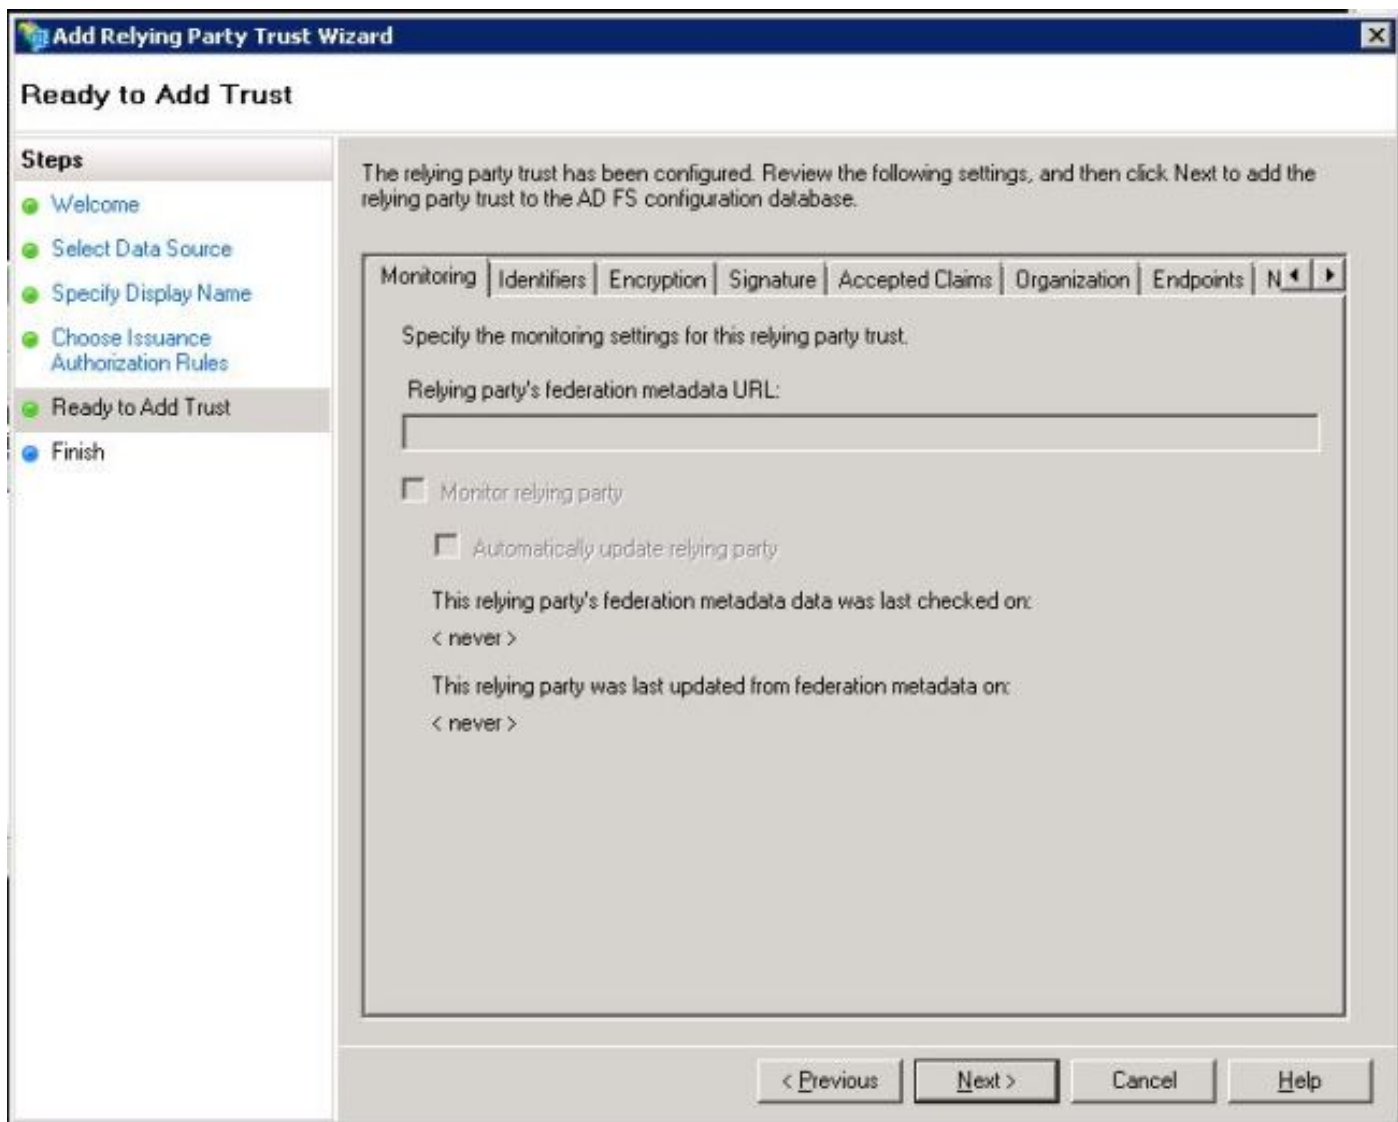 Add Relying Party Trust Wizard
Ready to Add Trust
Steps
Welcome
Select Data Source
Specify Display Name
Choose Issuance
Authorization Rules
Ready to Add Trust
Finish
The relying party trust has been configured. Review the following settings, and then click Next to add the
relying party trust to the AD FS configuration database.
Monitoring Identifiers Encryption Signature Accepted Claims Organization Endpoints N
Specify the monitoring settings for this relying party trust.
Relying party's federation metadata URL:
Monitor relying party
Automatically update relying party
This relying party's federation metadata data was last checked on:
< never >
This relying party was last updated from federation metadata on:
< never >
< Previous Next > Cancel Help